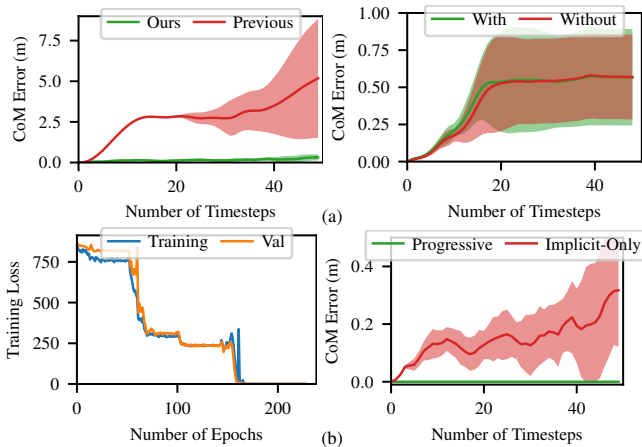 Ours Previous
CoM Error (m)
5.0
2.5
0.0
0 20 40
Number of Timesteps
With Without
CoM Error (m)
1.00
0.75
0.50
0.25
0.00
0 20 40
Number of Timesteps
(a)
Training Val
Training Loss
750
500
250
0
0 100 200
Number of Epochs
Progressive Implicit-Only
CoM Error (m)
0.4
0.2
0.0
0 20 40
Number of Timesteps
(b)